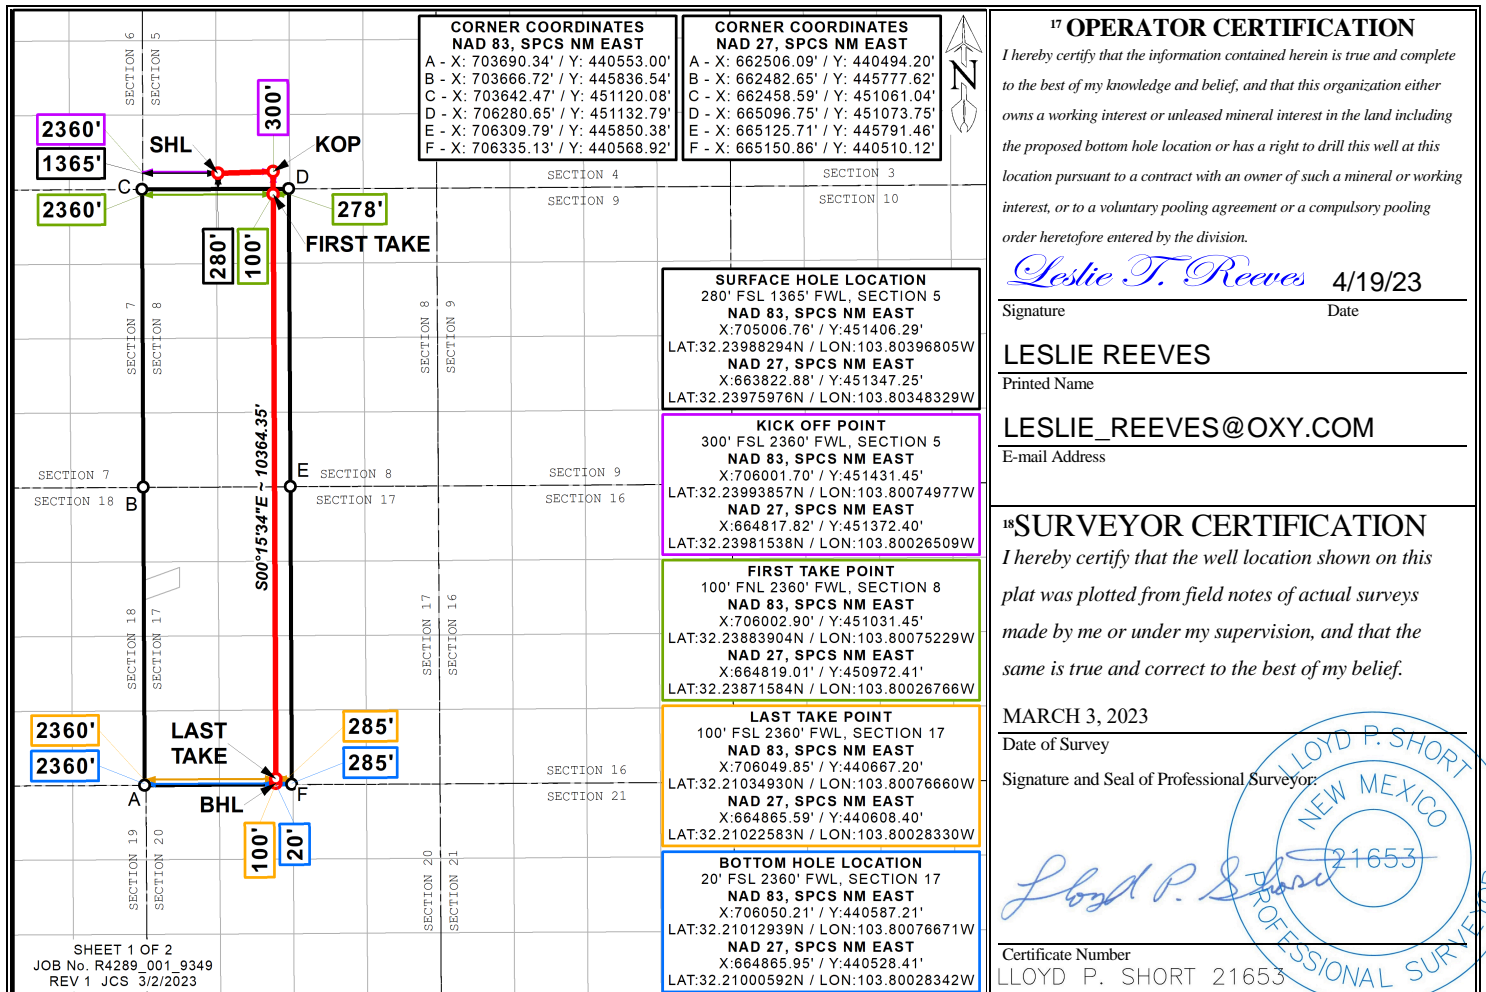 CORNER COORDINATES
NAD 83, SPCS NM EAST
A - X: 703690.34' / Y: 440553.00'
B - X: 703666.72' / Y: 445836.54'
C - X: 703642.47' / Y: 451120.08'
D - X: 706280.65' / Y: 451132.79'
E - X: 706309.79' / Y: 445850.38'
F - X: 706335.13' / Y: 440568.92'
CORNER COORDINATES
NAD 27, SPCS NM EAST
A - X: 662506.09' / Y: 440494.20'
B - X: 662482.65' / Y: 445777.62'
C - X: 662458.59' / Y: 451061.04'
D - X: 665096.75' / Y: 451073.75'
E - X: 665125.71' / Y: 445791.46'
F - X: 665150.86' / Y: 440510.12'
N
SECTION 6
SECTION 5
2360'
1365'
SHL
300'
KOP
C
D
2360'
278'
280'
100'
FIRST TAKE
SECTION 4
SECTION 3
SECTION 9
SECTION 10
SECTION 7
SECTION 8
SECTION 8
SECTION 9
S00°15'34"E ~ 10364.35'
SECTION 7
SECTION 18
B
E
SECTION 8
SECTION 17
SECTION 9
SECTION 16
SECTION 18
SECTION 17
SECTION 17
SECTION 16
2360'
2360'
LAST
TAKE
285'
285'
A
BHL
F
100'
20'
SECTION 16
SECTION 21
SECTION 19
SECTION 20
SECTION 20
SECTION 21
SURFACE HOLE LOCATION
280' FSL 1365' FWL, SECTION 5
NAD 83, SPCS NM EAST
X:705006.76' / Y:451406.29'
LAT:32.23988294N / LON:103.80396805W
NAD 27, SPCS NM EAST
X:663822.88' / Y:451347.25'
LAT:32.23975976N / LON:103.80348329W
KICK OFF POINT
300' FSL 2360' FWL, SECTION 5
NAD 83, SPCS NM EAST
X:706001.70' / Y:451431.45'
LAT:32.23993857N / LON:103.80074977W
NAD 27, SPCS NM EAST
X:664817.82' / Y:451372.40'
LAT:32.23981538N / LON:103.80026509W
FIRST TAKE POINT
100' FNL 2360' FWL, SECTION 8
NAD 83, SPCS NM EAST
X:706002.90' / Y:451031.45'
LAT:32.23883904N / LON:103.80075229W
NAD 27, SPCS NM EAST
X:664819.01' / Y:450972.41'
LAT:32.23871584N / LON:103.80026766W
LAST TAKE POINT
100' FSL 2360' FWL, SECTION 17
NAD 83, SPCS NM EAST
X:706049.85' / Y:440667.20'
LAT:32.21034930N / LON:103.80076660W
NAD 27, SPCS NM EAST
X:664865.59' / Y:440608.40'
LAT:32.21022583N / LON:103.80028330W
BOTTOM HOLE LOCATION
20' FSL 2360' FWL, SECTION 17
NAD 83, SPCS NM EAST
X:706050.21' / Y:440587.21'
LAT:32.21012939N / LON:103.80076671W
NAD 27, SPCS NM EAST
X:664865.95' / Y:440528.41'
LAT:32.21000592N / LON:103.80028342W
SHEET 1 OF 2
JOB No. R4289_001_9349
REV 1 JCS 3/2/2023
17 OPERATOR CERTIFICATION
I hereby certify that the information contained herein is true and complete
to the best of my knowledge and belief, and that this organization either
owns a working interest or unleased mineral interest in the land including
the proposed bottom hole location or has a right to drill this well at this
location pursuant to a contract with an owner of such a mineral or working
interest, or to a voluntary pooling agreement or a compulsory pooling
order heretofore entered by the division.
Leslie T. Reeves 4/19/23
Signature Date
LESLIE REEVES
Printed Name
LESLIE_REEVES@OXY.COM
E-mail Address
18SURVEYOR CERTIFICATION
I hereby certify that the well location shown on this
plat was plotted from field notes of actual surveys
made by me or under my supervision, and that the
same is true and correct to the best of my belief.
MARCH 3, 2023
Date of Survey
Signature and Seal of Professional Surveyor:
LLOYD P. SHORT
NEW MEXICO
21653
PROFESSIONAL SURVEYOR
Lloyd P. Short
Certificate Number
LLOYD P. SHORT 21653